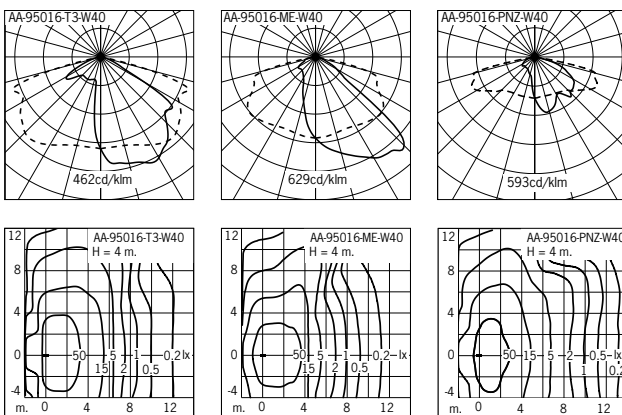 AA-95016-T3-W40
462cd/klm
AA-95016-ME-W40
629cd/klm
AA-95016-PNZ-W40
593cd/klm
AA-95016-T3-W40
H = 4 m.
12
8
4
0
-4
50
15
5
2
1
0.5
0.2 lx
m.
0
4
8
12
AA-95016-ME-W40
H = 4 m.
12
8
4
0
-4
50
15
5
2
1
0.5
0.2
lx
m.
0
4
8
12
AA-95016-PNZ-W40
H = 4 m.
12
8
4
0
-4
50
15
5
2
1
0.5
0.2
lx
m.
0
4
8
12